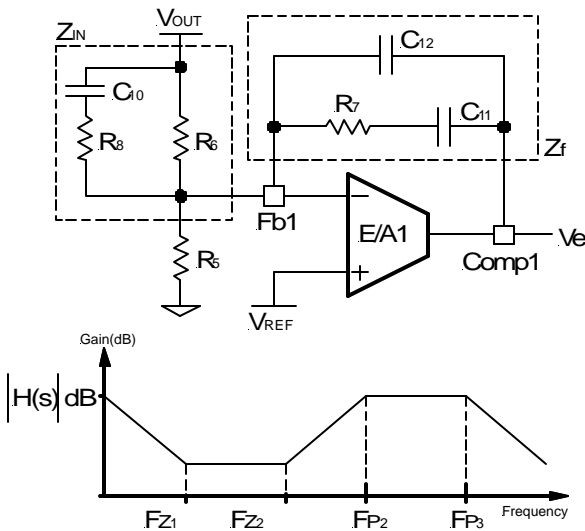 VOUT
ZIN
C10
R8
R6
C12
R7
C11
Zf
Fb1
E/A1
Ve
Comp1
R5
VREF
Gain(dB)
|H(s)| dB
FZ1
FZ2
FP2
FP3
Frequency